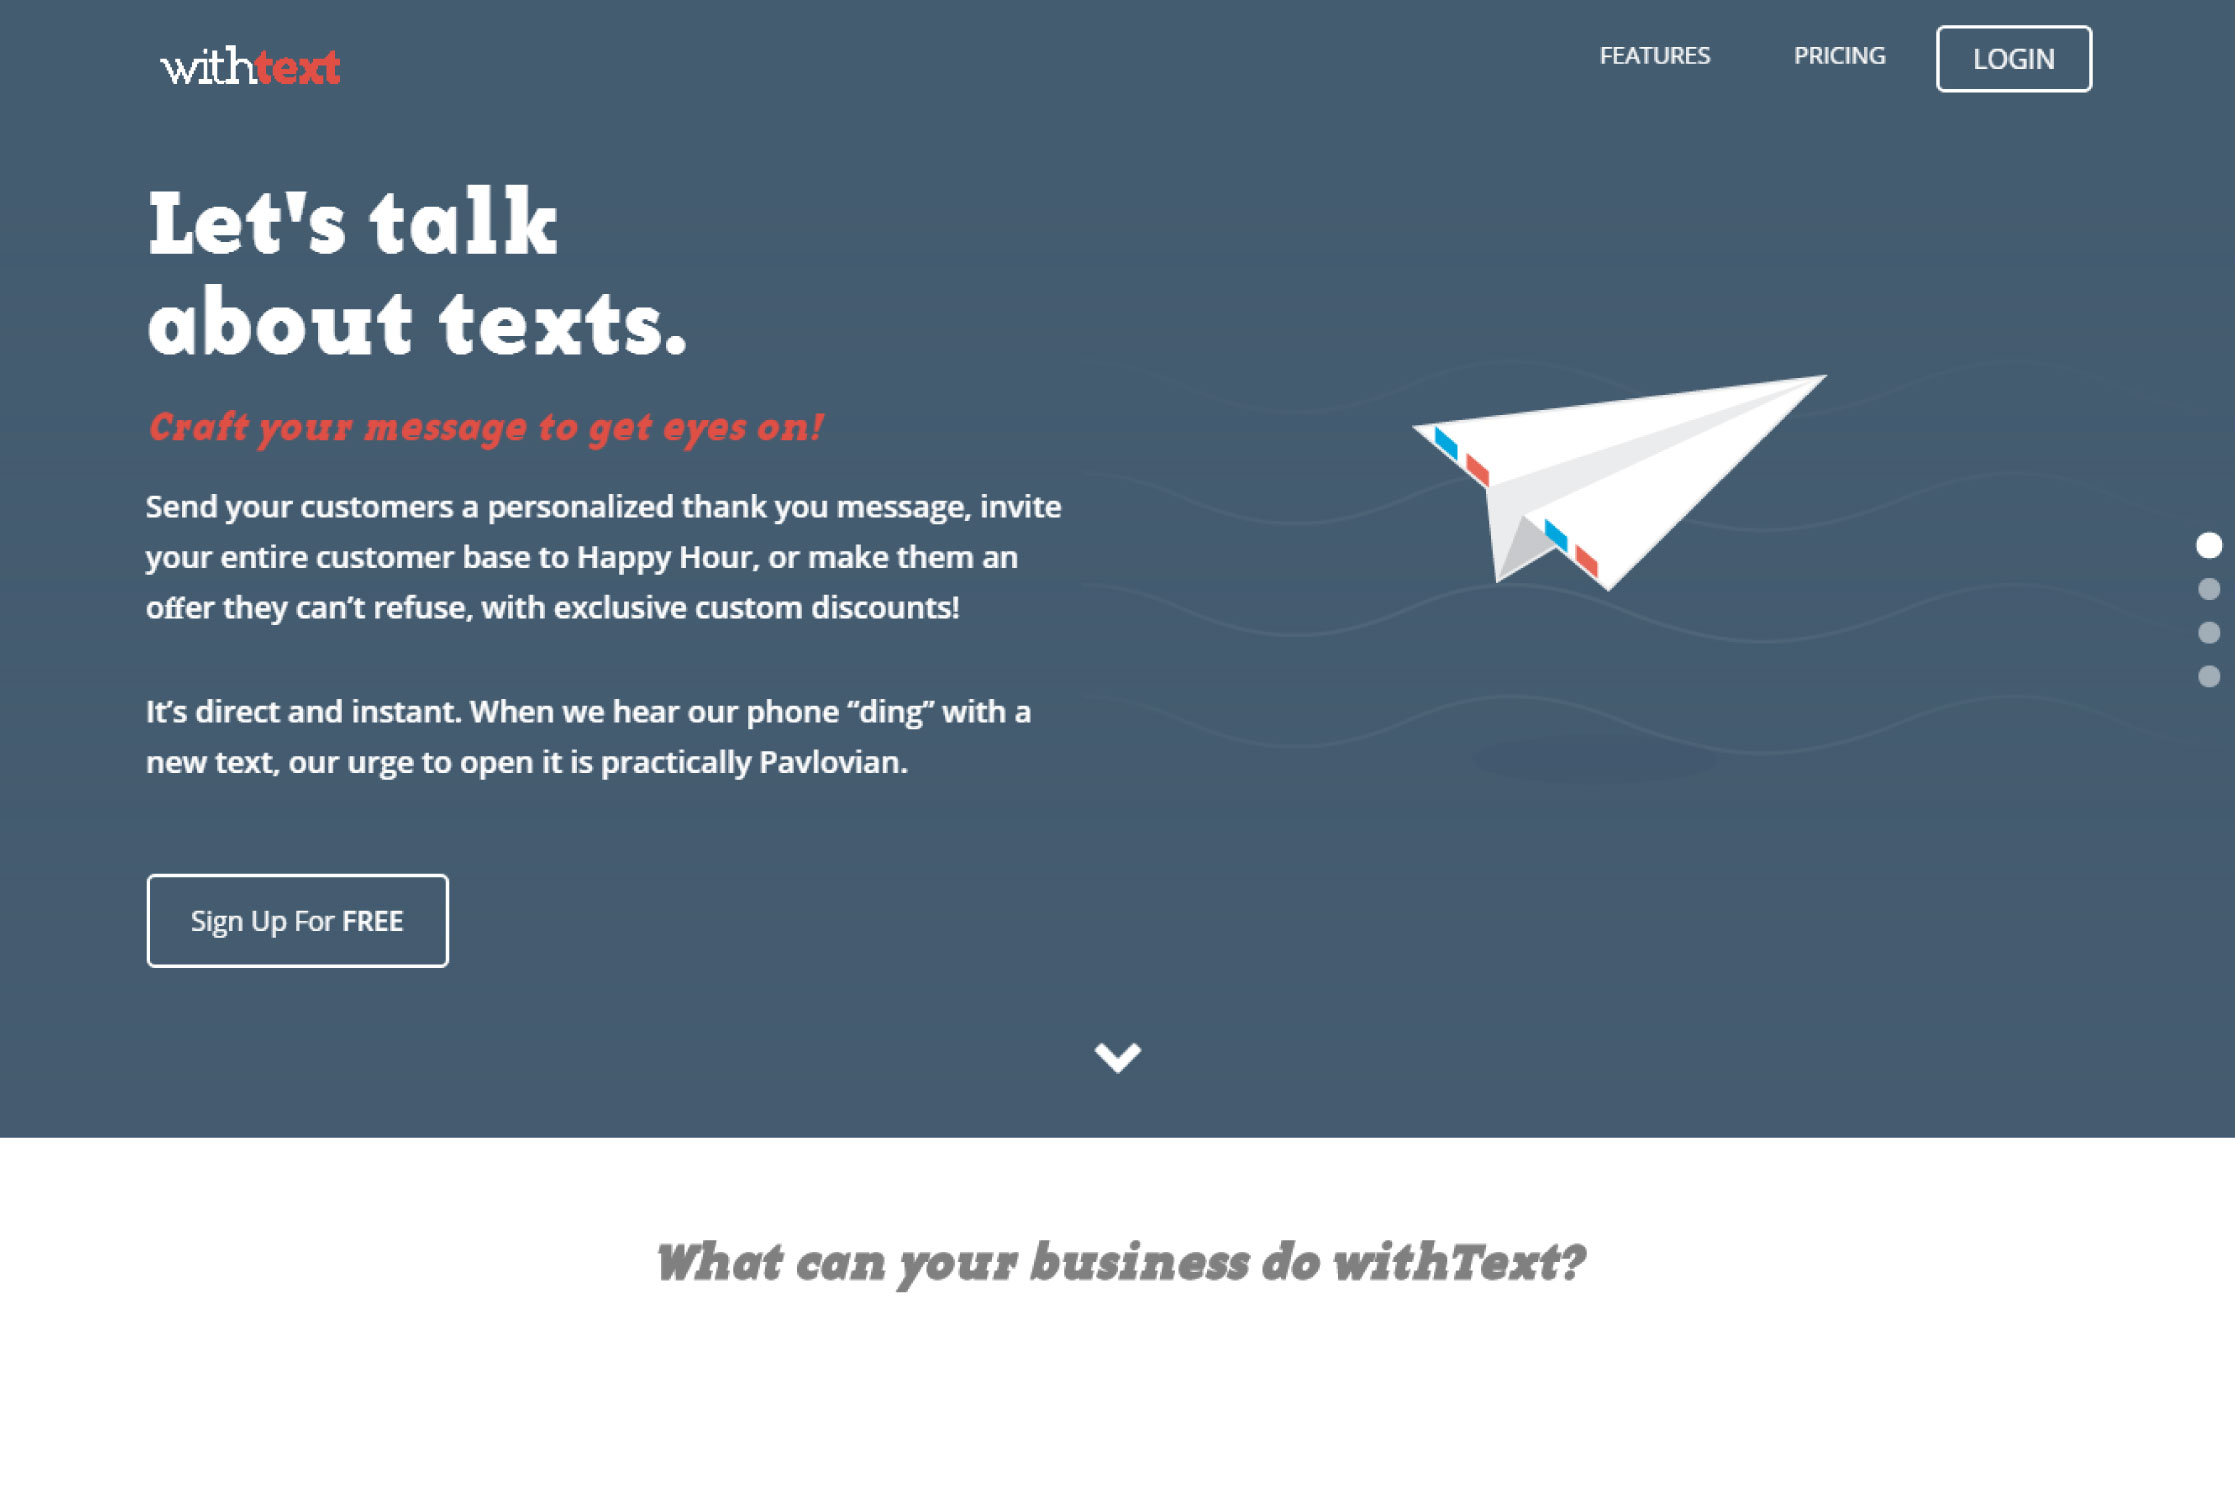 withtext
FEATURES
PRICING
LOGIN
Let's talk
about texts.
Craft your message to get eyes on!
Send your customers a personalized thank you message, invite
your entire customer base to Happy Hour, or make them an
offer they can’t refuse, with exclusive custom discounts!
It’s direct and instant. When we hear our phone “ding” with a
new text, our urge to open it is practically Pavlovian.
Sign Up For FREE
What can your business do withText?